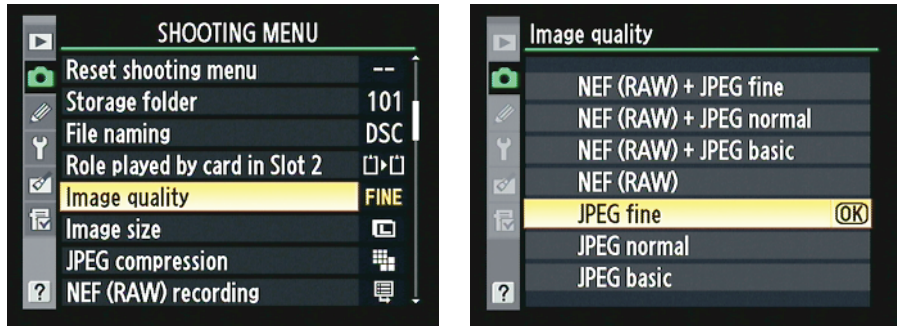 SHOOTING MENU
Reset shooting menu --
Storage folder 101
File naming DSC
Role played by card in Slot 2
Image quality FINE
Image size L
JPEG compression
NEF (RAW) recording
?
Image quality
NEF (RAW) + JPEG fine
NEF (RAW) + JPEG normal
NEF (RAW) + JPEG basic
NEF (RAW)
JPEG fine OK
JPEG normal
JPEG basic
?